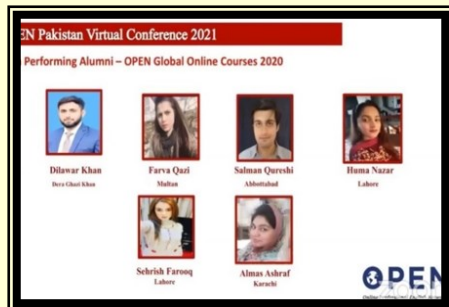 EN Pakistan Virtual Conference 2021
Performing Alumni – OPEN Global Online Courses 2020
Dilawar Khan
Dera Ghazi Khan
Farva Qazi
Multan
Salman Qureshi
Abbottabad
Huma Nazar
Lahore
Sehrish Farooq
Lahore
Almas Ashraf
Karachi
OPEN